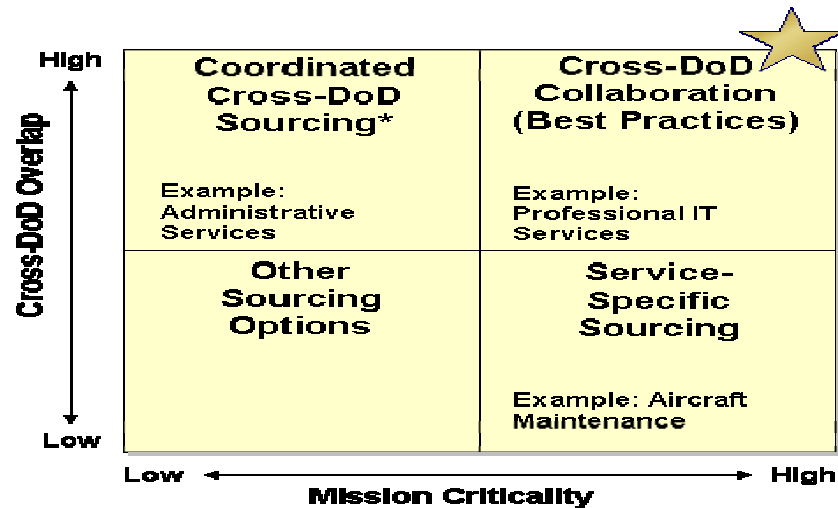 High
Cross-DoD Overlap
Low
Coordinated
Cross-DoD
Sourcing*
Example:
Administrative
Services
Cross-DoD
Collaboration
(Best Practices)
Example:
Professional IT
Services
Other
Sourcing
Options
Service-
Specific
Sourcing
Example: Aircraft
Maintenance
Low
High
Mission Criticality